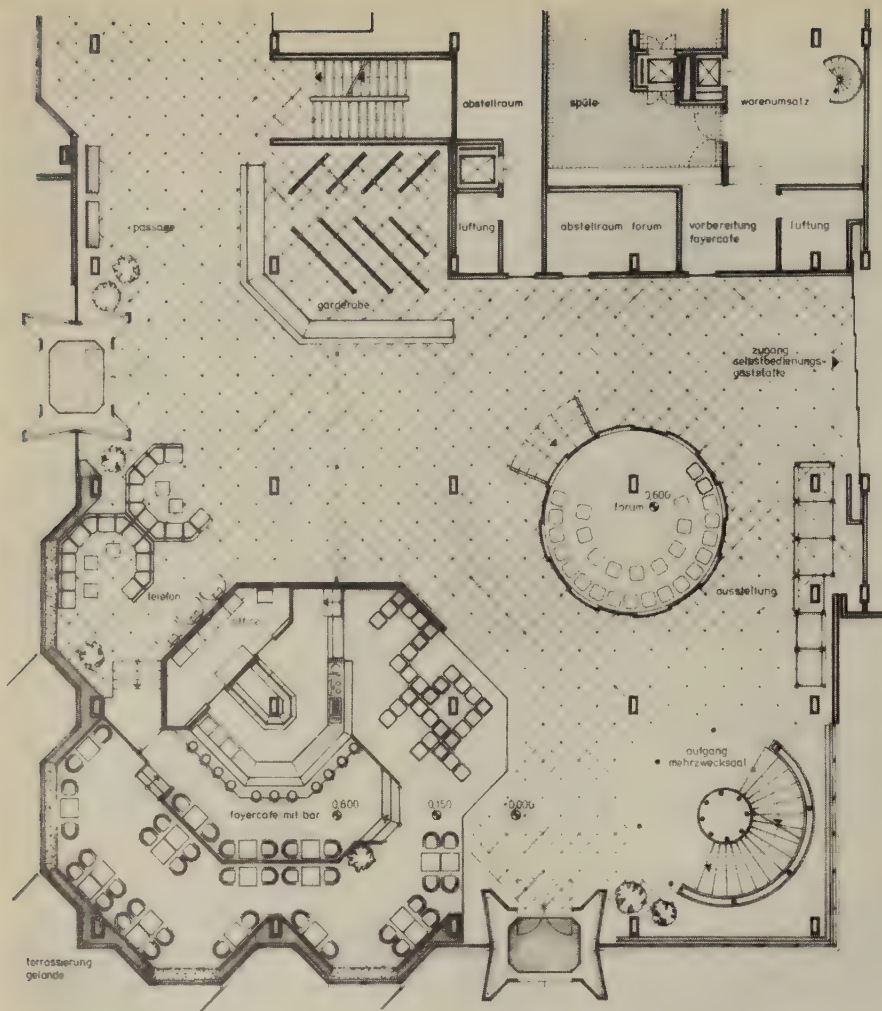 abstellraum
spüle
warenumsatz
passage
lüftung
abstellraum forum
vorbereitung
foyercafe
lüftung
garderobe
zugang
selbstbedienungs-
gaststätte
0,600
forum
telefon
ausstellung
aufgang
mehrzwecksaal
foyercafe mit bar
0,600
0,150
0,000
terrassierung
gelände